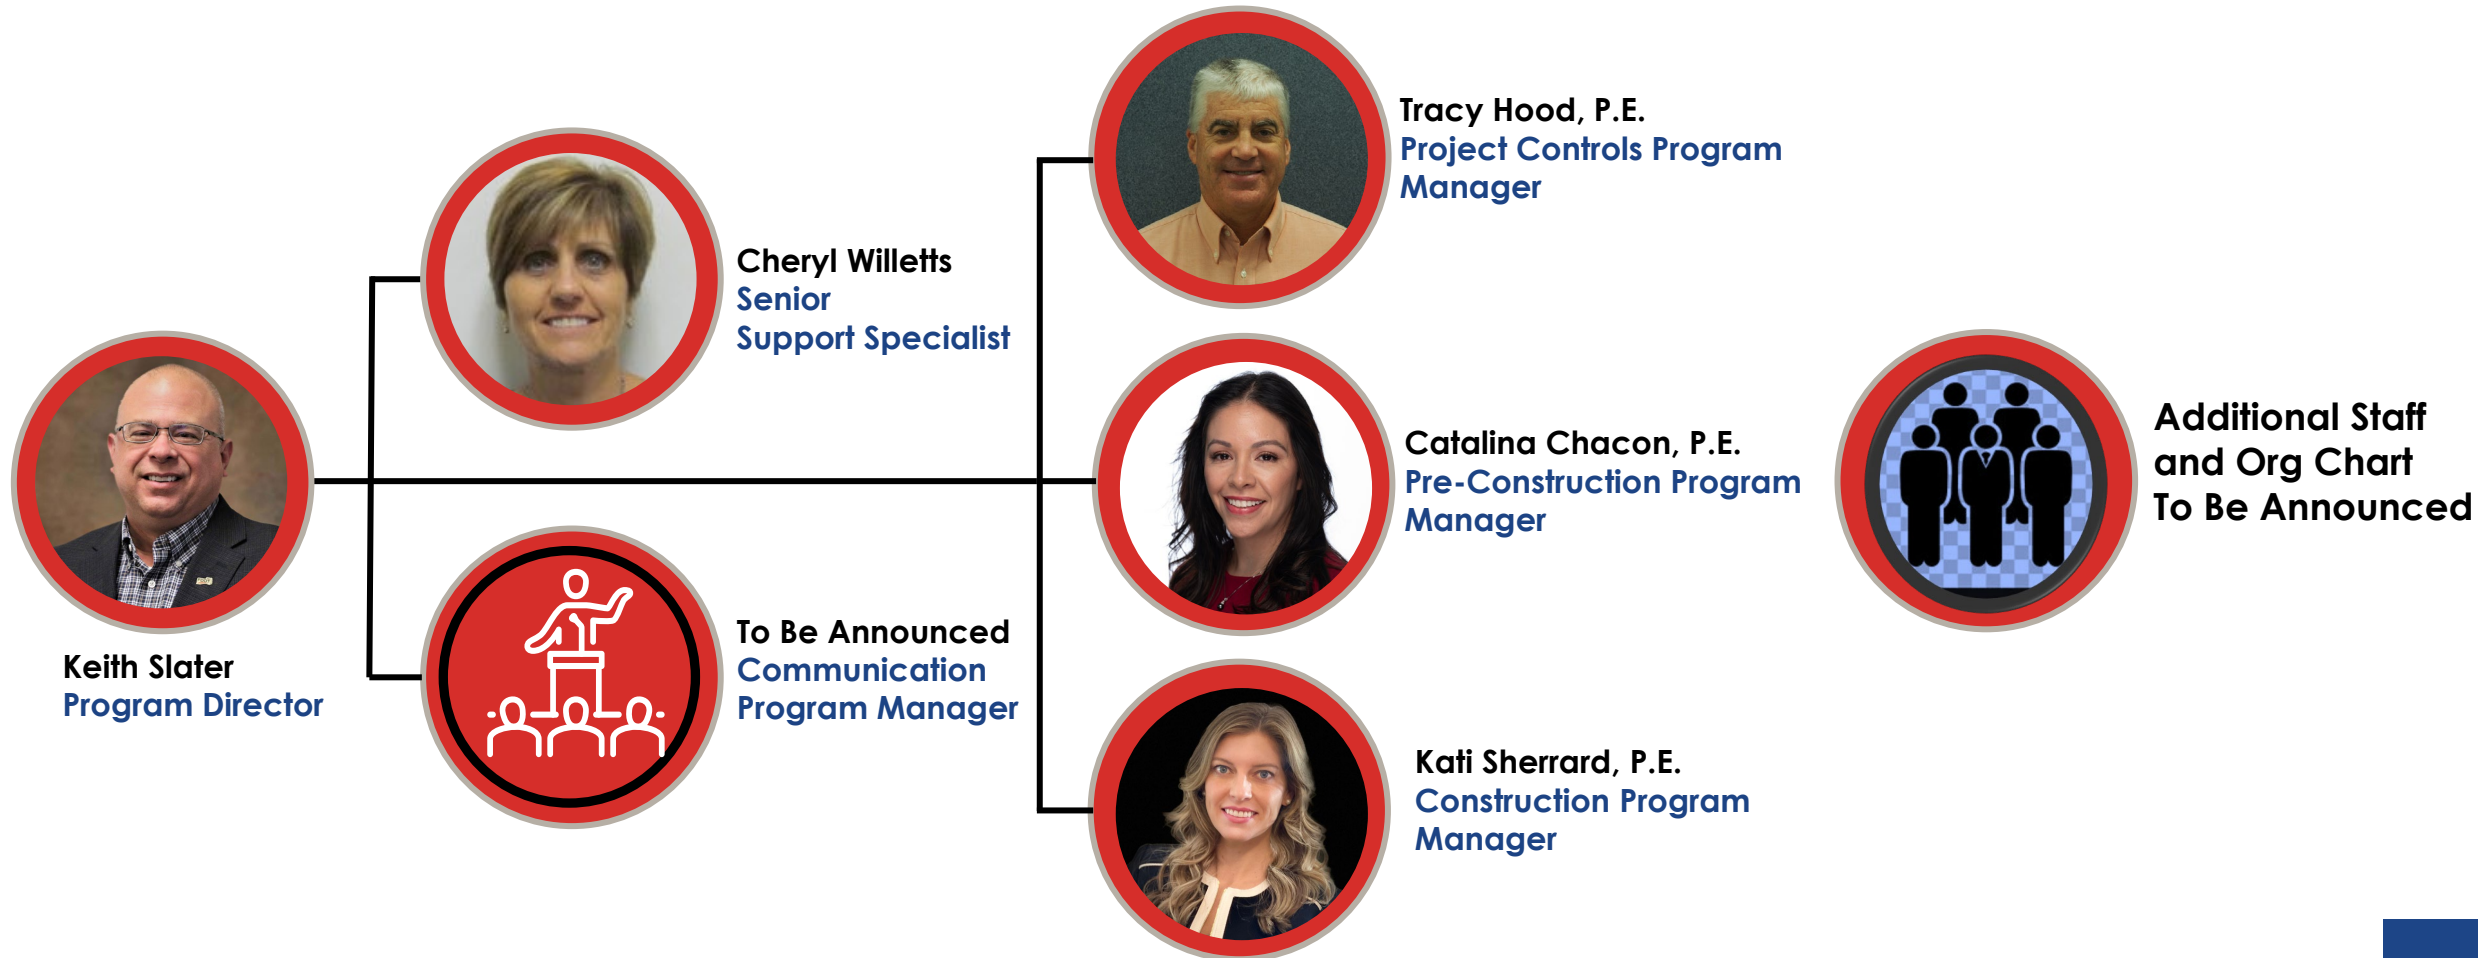 Tracy Hood, P.E.
Project Controls Program
Manager
Cheryl Willetts
Senior
Support Specialist
Keith Slater
Program Director
Catalina Chacon, P.E.
Pre-Construction Program
Manager
To Be Announced
Communication
Program Manager
Kati Sherrard, P.E.
Construction Program
Manager
Additional Staff
and Org Chart
To Be Announced